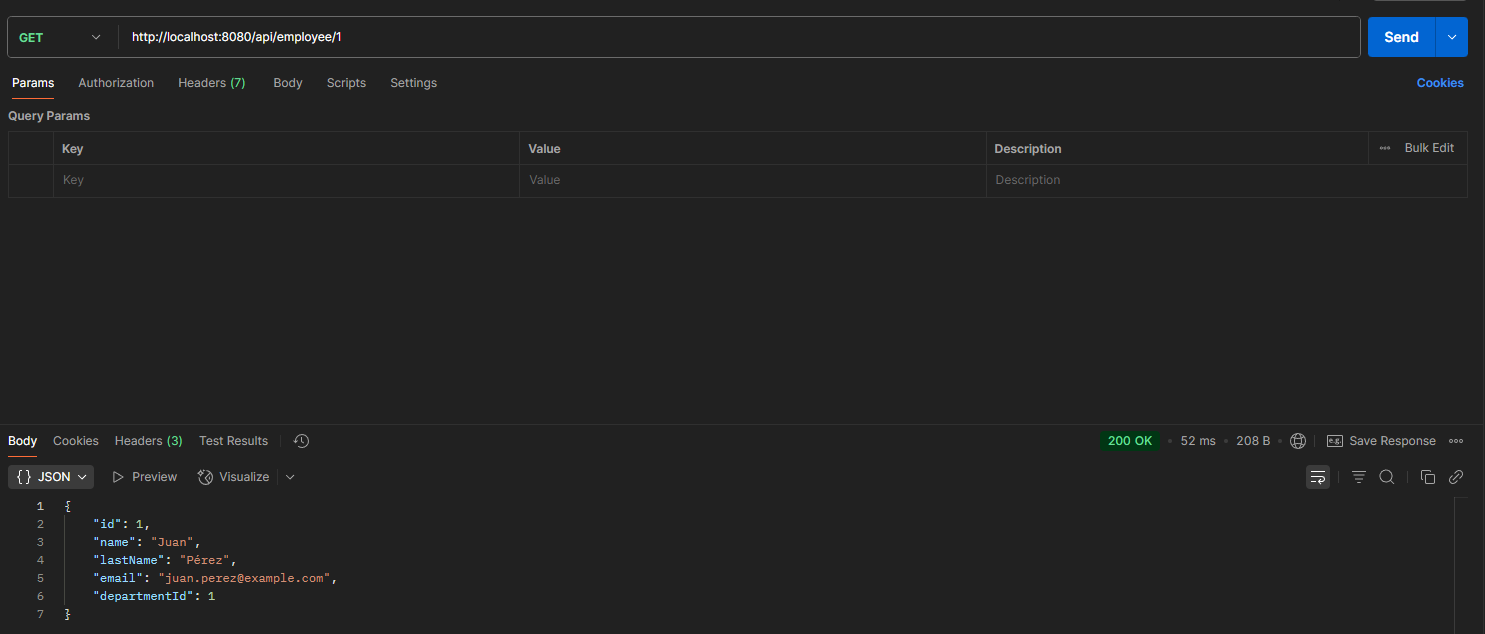 GET http://localhost:8080/api/employee/1 Send
Params Authorization Headers (7) Body Scripts Settings Cookies
Query Params
Key Value Description Bulk Edit
Key Value Description
Body Cookies Headers (3) Test Results 200 OK 52 ms 208 B e.g. Save Response
{} JSON Preview Visualize
1 {
2 "id": 1,
3 "name": "Juan",
4 "lastName": "Pérez",
5 "email": "juan.perez@example.com",
6 "departmentId": 1
7 }